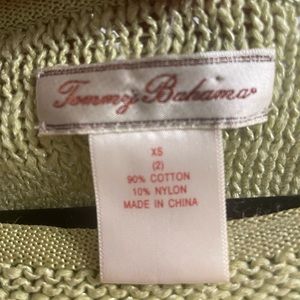 Tommy Bahama
XS
(2)
90% COTTON
10% NYLON
MADE IN CHINA